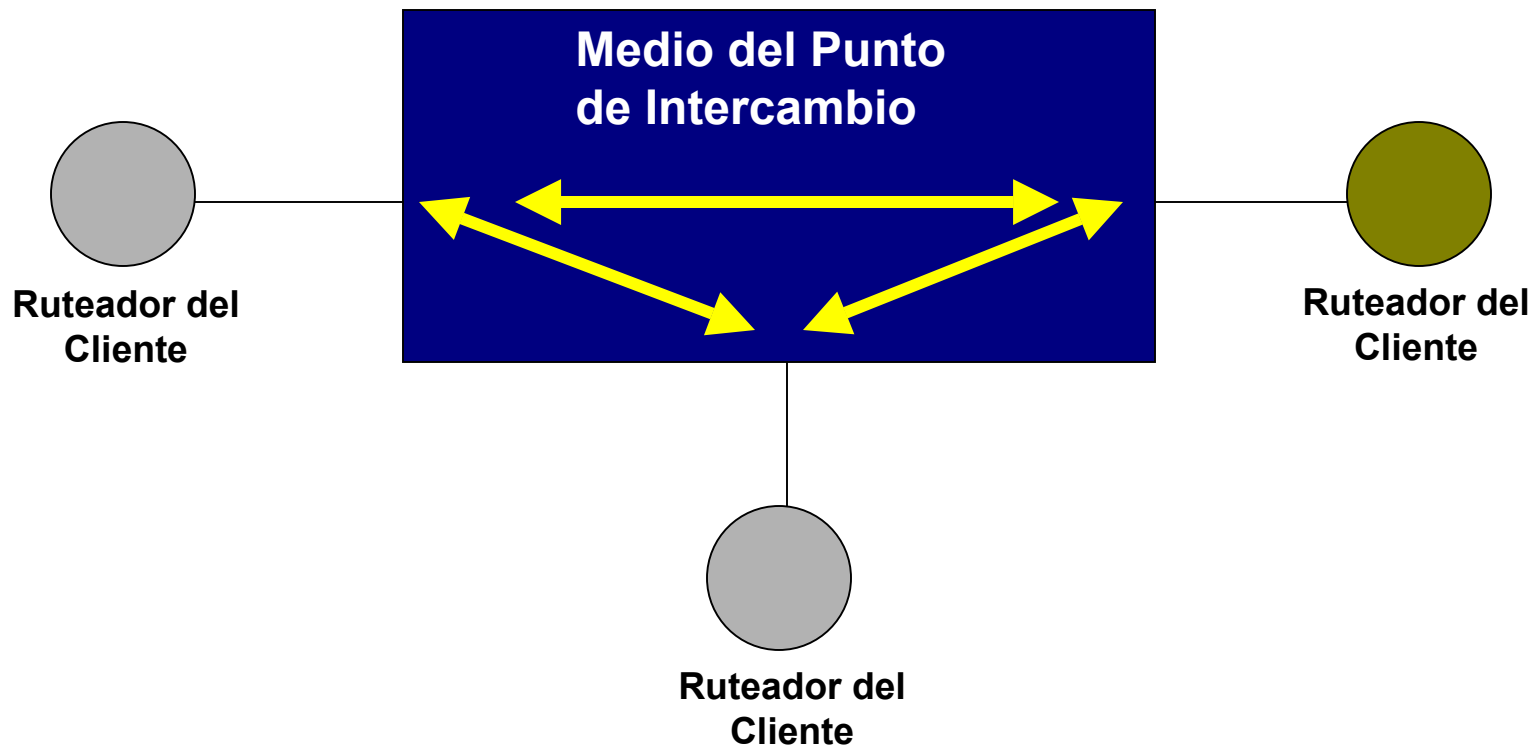 Medio del Punto
de Intercambio
Ruteador del
Cliente
Ruteador del
Cliente
Ruteador del
Cliente